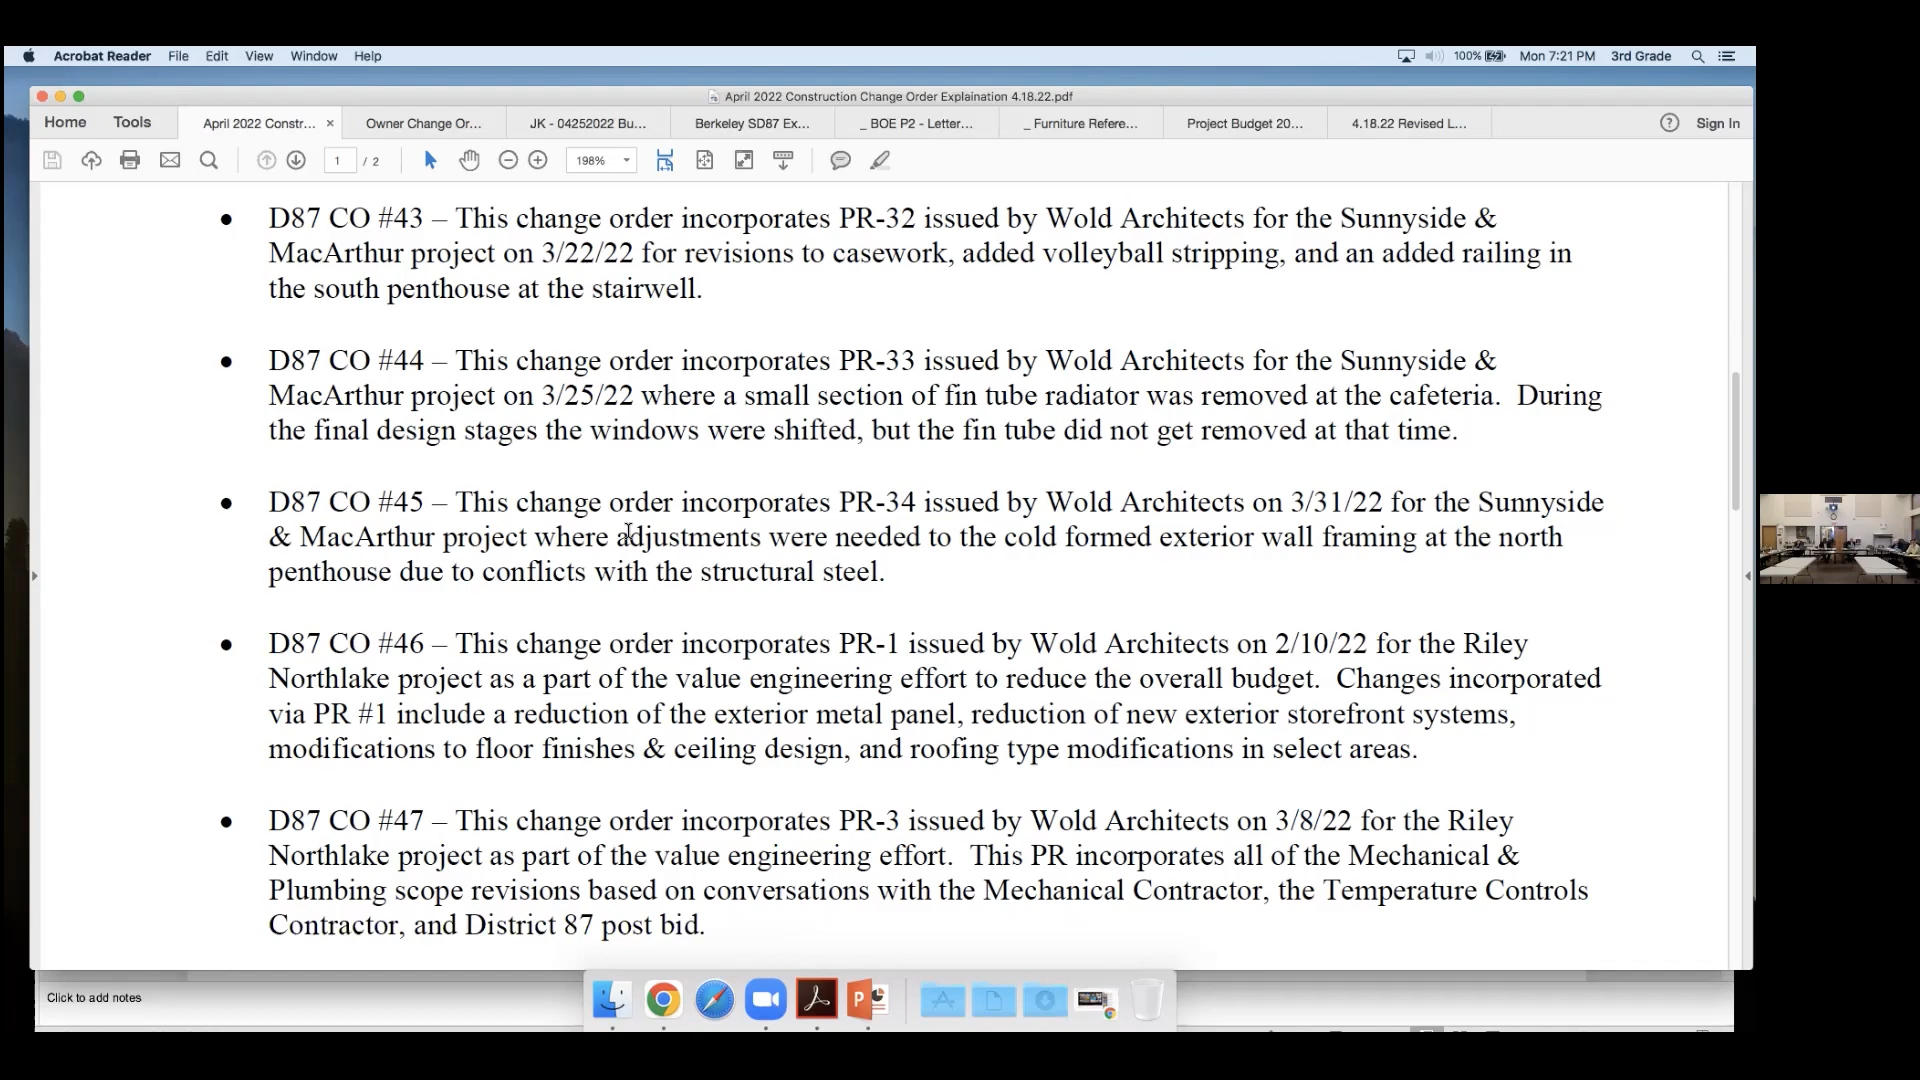 Acrobat Reader File Edit View Window Help 100% Mon 7:21 PM 3rd Grade
April 2022 Construction Change Order Explaination 4.18.22.pdf
Home Tools April 2022 Constr... × Owner Change Or... JK - 04252022 Bu... Berkeley SD87 Ex... _ BOE P2 - Letter... _ Furniture Refere... Project Budget 20... 4.18.22 Revised L... ? Sign In
1 / 2 198%
• D87 CO #43 – This change order incorporates PR-32 issued by Wold Architects for the Sunnyside &
MacArthur project on 3/22/22 for revisions to casework, added volleyball stripping, and an added railing in
the south penthouse at the stairwell.
• D87 CO #44 – This change order incorporates PR-33 issued by Wold Architects for the Sunnyside &
MacArthur project on 3/25/22 where a small section of fin tube radiator was removed at the cafeteria. During
the final design stages the windows were shifted, but the fin tube did not get removed at that time.
• D87 CO #45 – This change order incorporates PR-34 issued by Wold Architects on 3/31/22 for the Sunnyside
& MacArthur project where adjustments were needed to the cold formed exterior wall framing at the north
penthouse due to conflicts with the structural steel.
• D87 CO #46 – This change order incorporates PR-1 issued by Wold Architects on 2/10/22 for the Riley
Northlake project as a part of the value engineering effort to reduce the overall budget. Changes incorporated
via PR #1 include a reduction of the exterior metal panel, reduction of new exterior storefront systems,
modifications to floor finishes & ceiling design, and roofing type modifications in select areas.
• D87 CO #47 – This change order incorporates PR-3 issued by Wold Architects on 3/8/22 for the Riley
Northlake project as part of the value engineering effort. This PR incorporates all of the Mechanical &
Plumbing scope revisions based on conversations with the Mechanical Contractor, the Temperature Controls
Contractor, and District 87 post bid.
Click to add notes
P